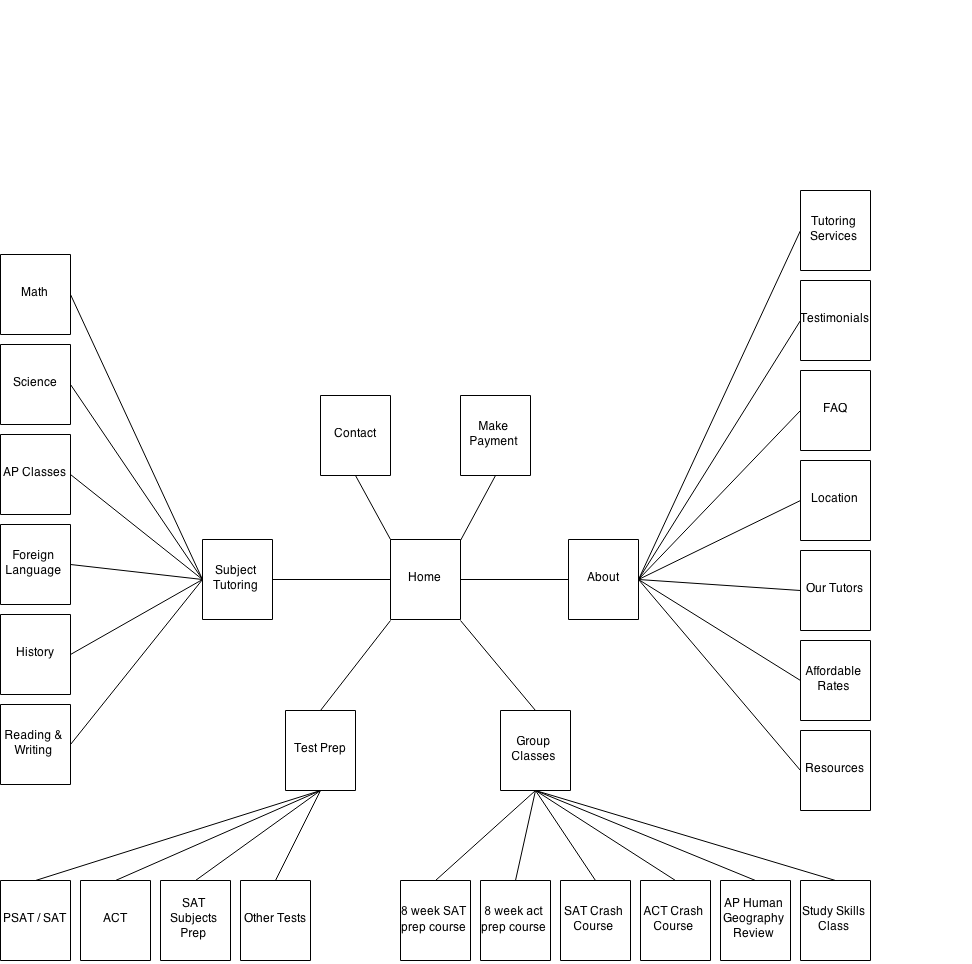 Tutoring
Services
Math
Testimonials
Science
FAQ
Contact
Make
Payment
AP Classes
Location
Foreign
Language
Subject
Tutoring
Home
About
Our Tutors
History
Affordable
Rates
Reading &
Writing
Test Prep
Group
Classes
Resources
PSAT / SAT
ACT
SAT
Subjects
Prep
Other Tests
8 week SAT
prep course
8 week act
prep course
SAT Crash
Course
ACT Crash
Course
AP Human
Geography
Review
Study Skills
Class